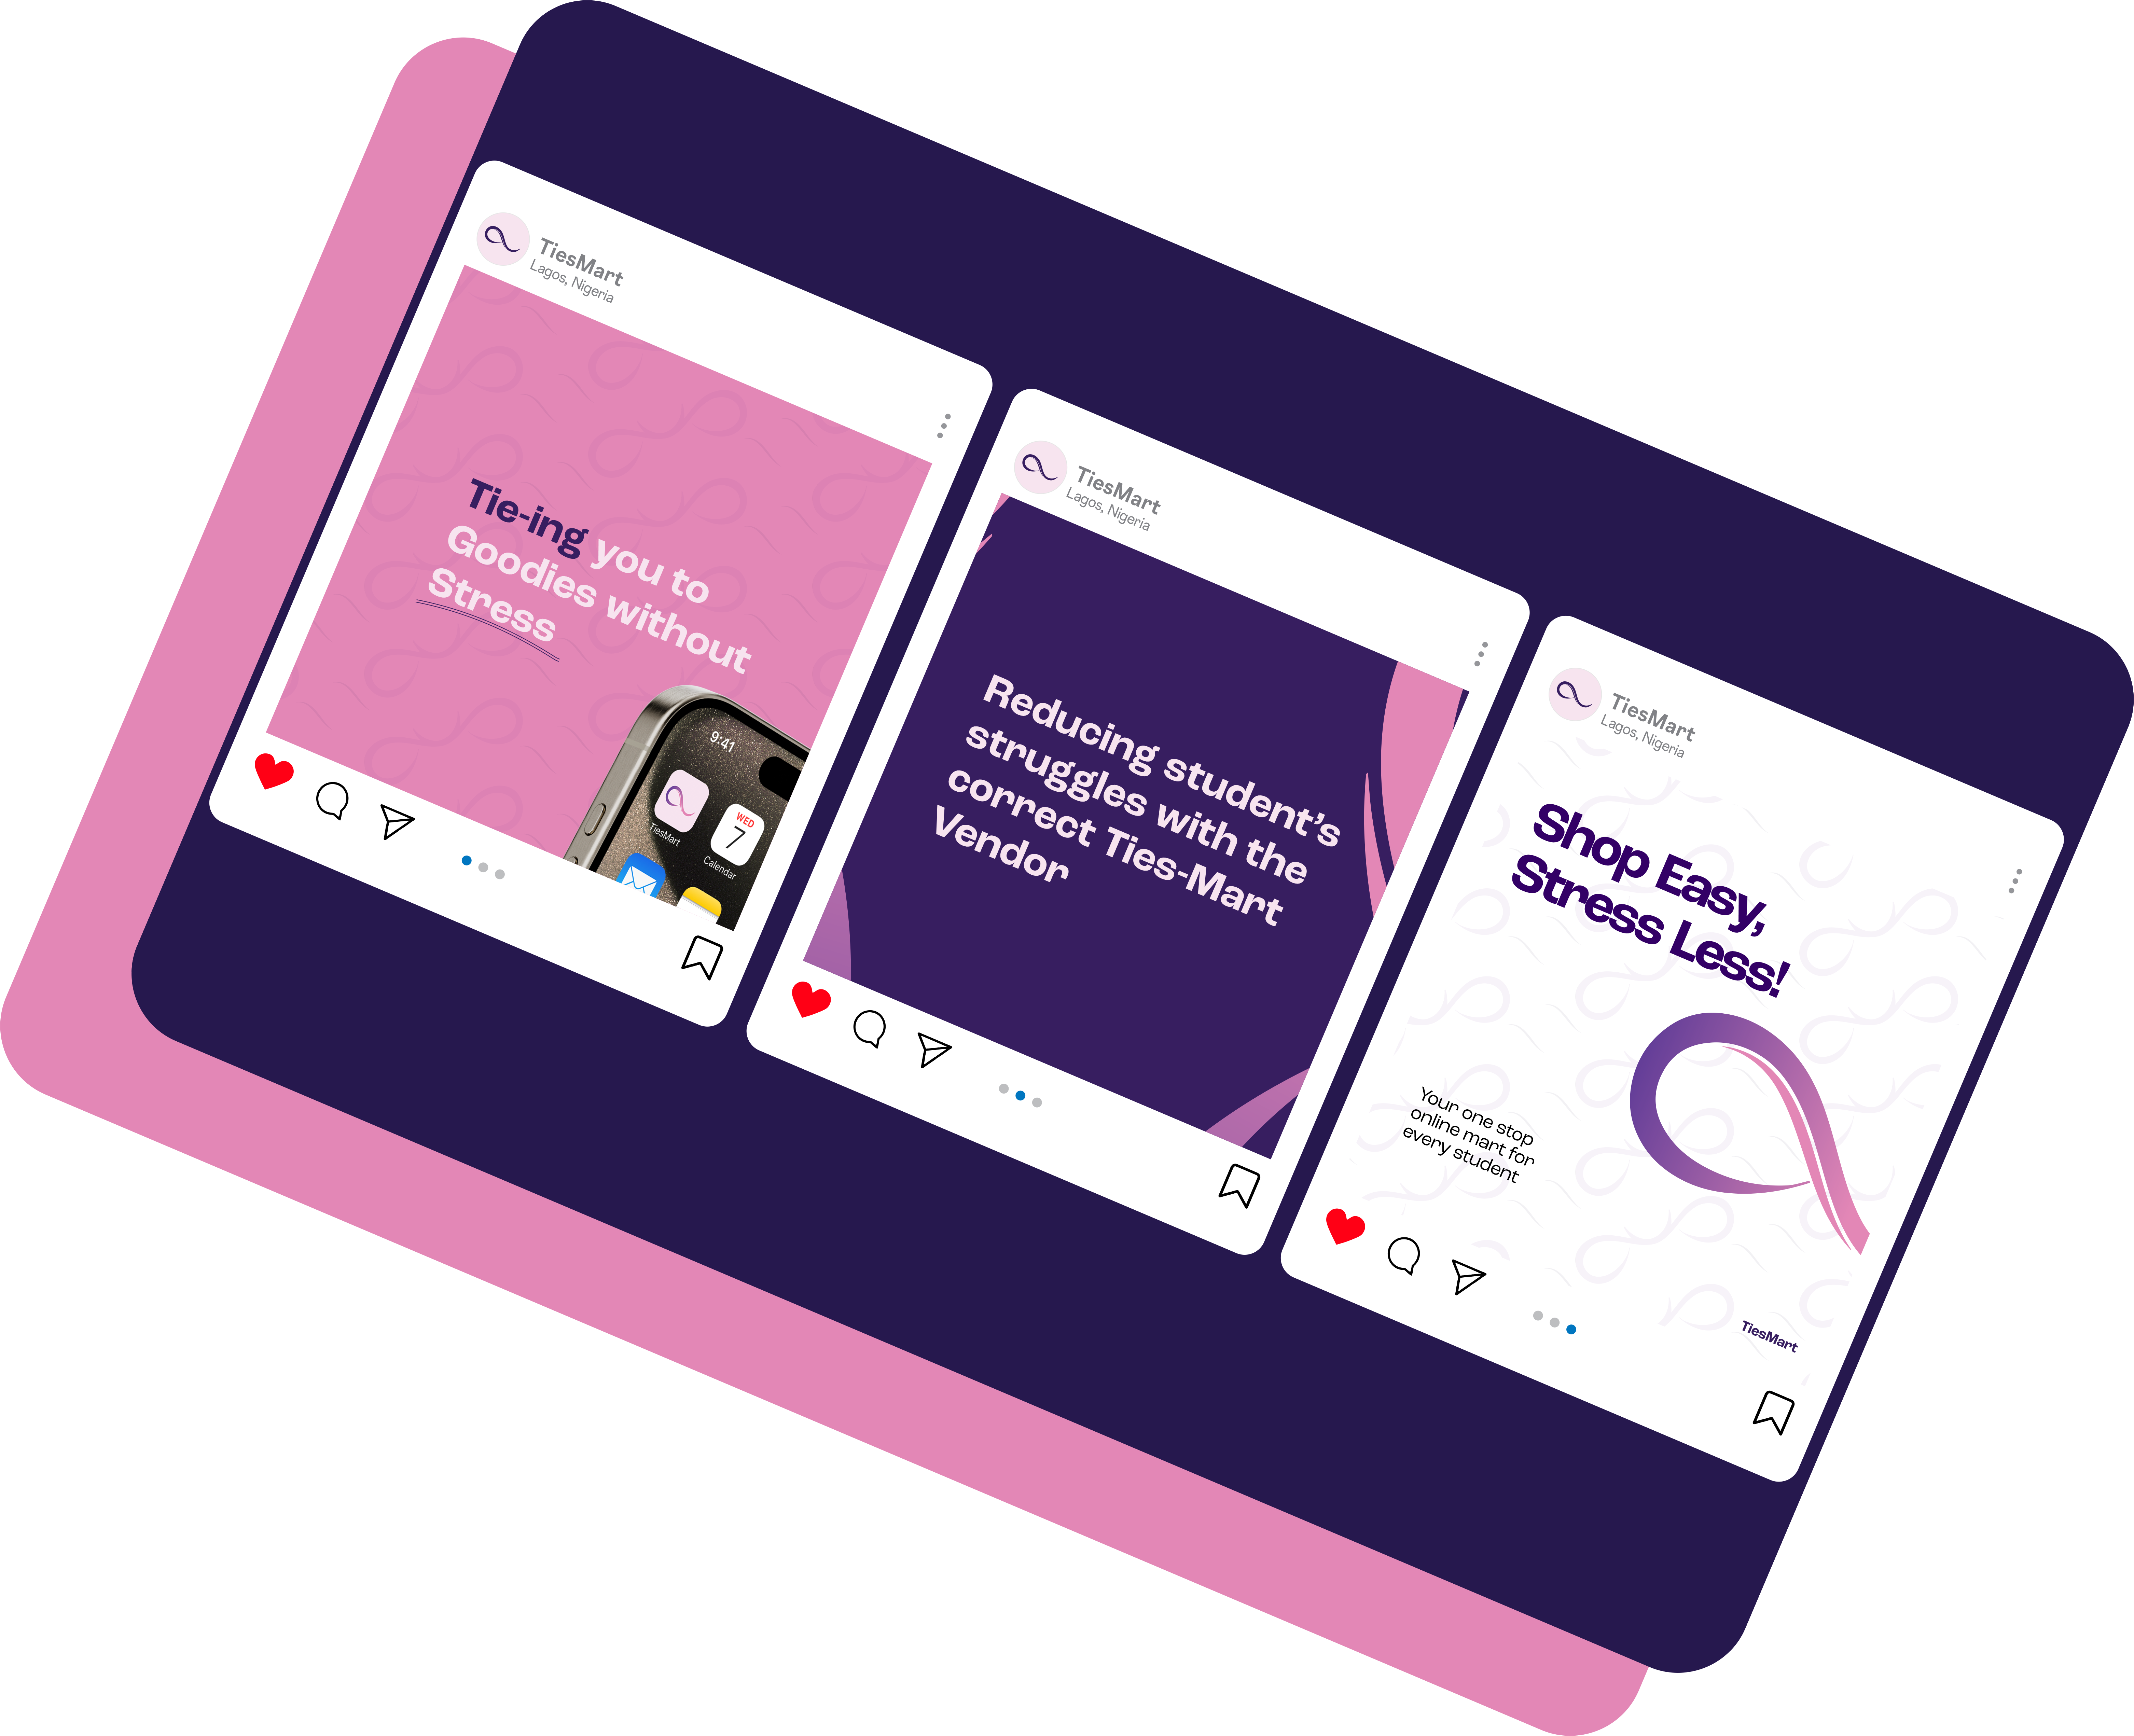 TiesMart
Lagos, Nigeria
Tie-ing you to
Goodies without
Stress
9:41
TiesMart
WED
7
Calendar
TiesMart
Lagos, Nigeria
Reducing student's
struggles with the
correct Ties-Mart
Vendor
TiesMart
Lagos, Nigeria
Shop Easy,
Stress Less!
Your one stop
online mart for
every student
TiesMart